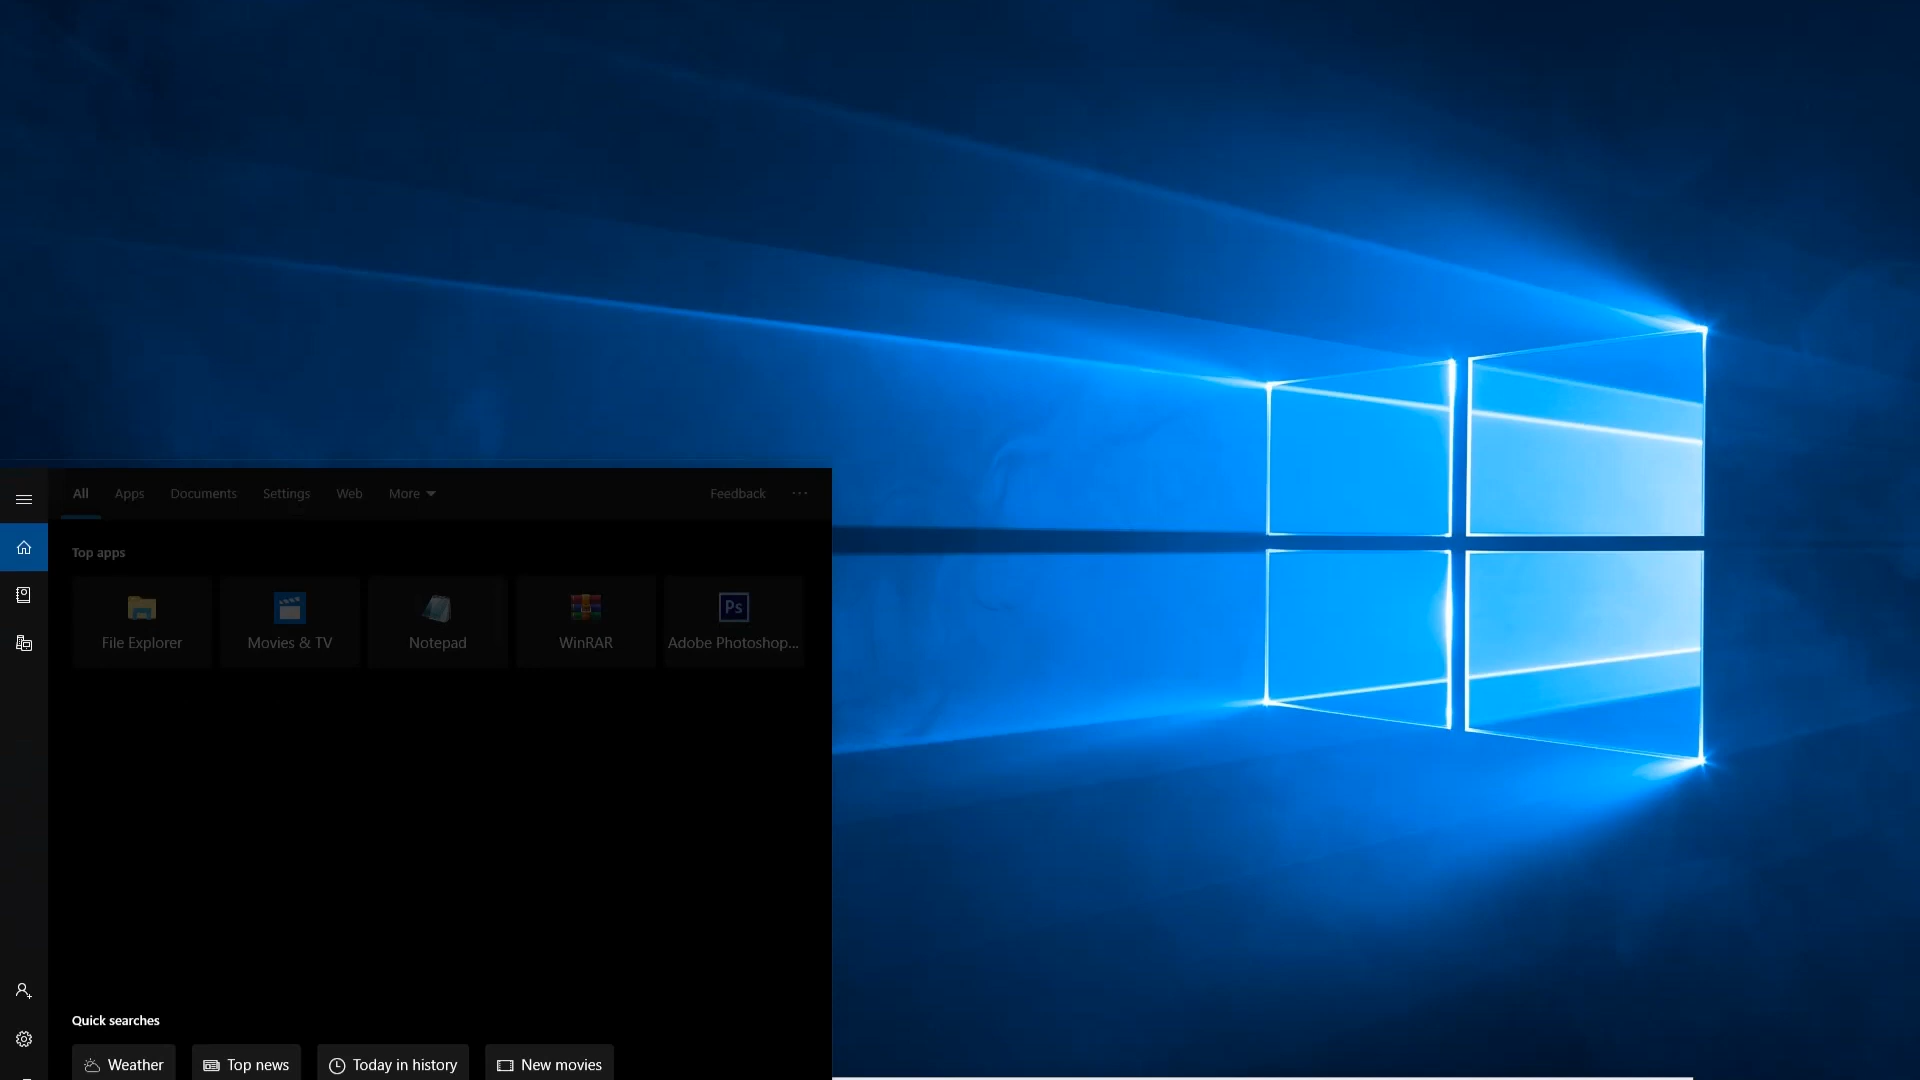 All Apps Documents Settings Web More Feedback ...
Top apps
File Explorer Movies & TV Notepad WinRAR Ps Adobe Photoshop...
Quick searches
Weather Top news Today in history New movies